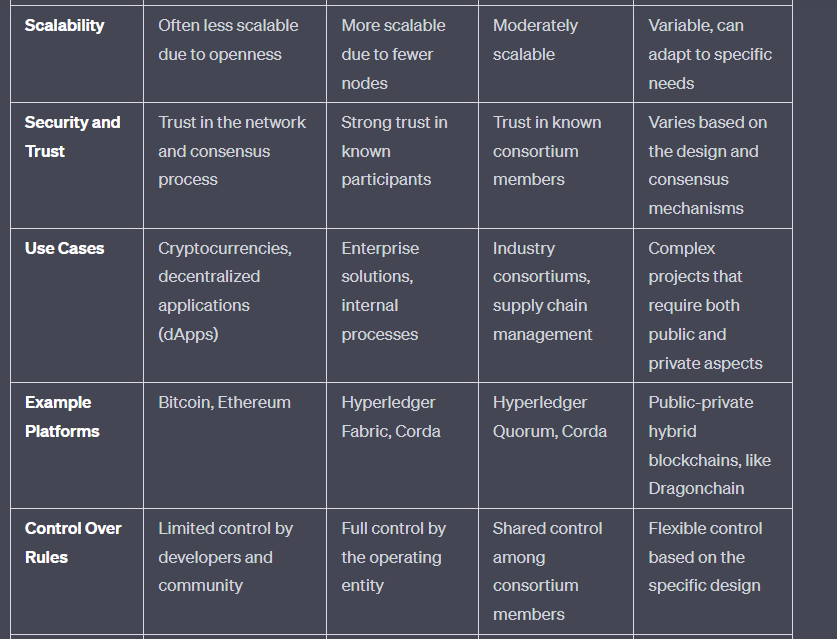 Scalability
Often less scalable
due to openness
More scalable
due to fewer
nodes
Moderately
scalable
Variable, can
adapt to specific
needs
Security and
Trust
Trust in the network
and consensus
process
Strong trust in
known
participants
Trust in known
consortium
members
Varies based on
the design and
consensus
mechanisms
Use Cases
Cryptocurrencies,
decentralized
applications
(dApps)
Enterprise
solutions,
internal
processes
Industry
consortiums,
supply chain
management
Complex
projects that
require both
public and
private aspects
Example
Platforms
Bitcoin, Ethereum
Hyperledger
Fabric, Corda
Hyperledger
Quorum, Corda
Public-private
hybrid
blockchains, like
Dragonchain
Control Over
Rules
Limited control by
developers and
community
Full control by
the operating
entity
Shared control
among
consortium
members
Flexible control
based on the
specific design